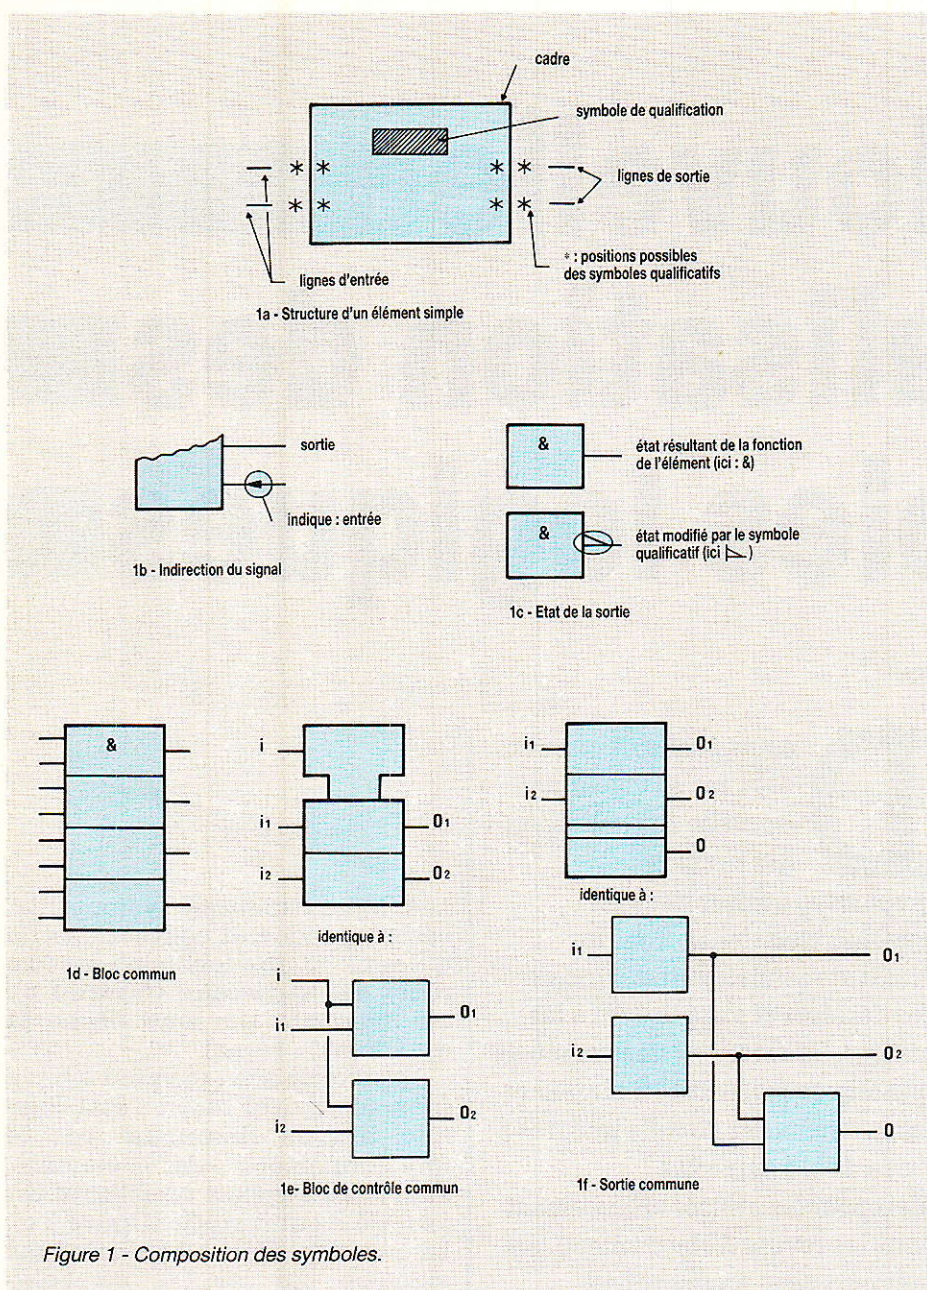 cadre
symbole de qualification
* *
* *
* *
* *
lignes de sortie
* : positions possibles
des symboles qualificatifs
lignes d'entrée
1a - Structure d'un élément simple
sortie
indique : entrée
1b - Indirection du signal
&
état résultant de la fonction
de l'élément (ici : &)
&
état modifié par le symbole
qualificatif (ici )
1c - Etat de la sortie
&
1d - Bloc commun
i
i1
O1
i2
O2
identique à :
i
i1
O1
i2
O2
1e- Bloc de contrôle commun
i1
O1
i2
O2
O
identique à :
i1
O1
i2
O2
O
1f - Sortie commune
Figure 1 - Composition des symboles.